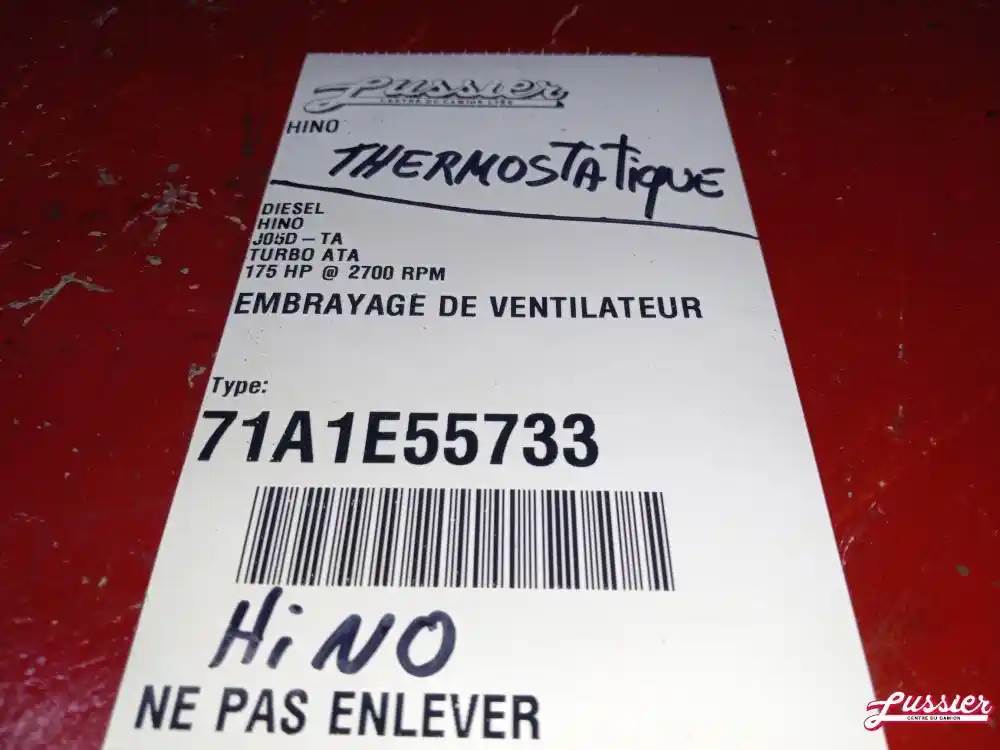 Lussier
CENTRE DU CAMION LTÉE
HINO
THERMOSTATIQUE
DIESEL
HINO
J05D - TA
TURBO ATA
175 HP @ 2700 RPM
EMBRAYAGE DE VENTILATEUR
Type:
71A1E55733
HiNO
NE PAS ENLEVER
Lussier
CENTRE DU CAMION